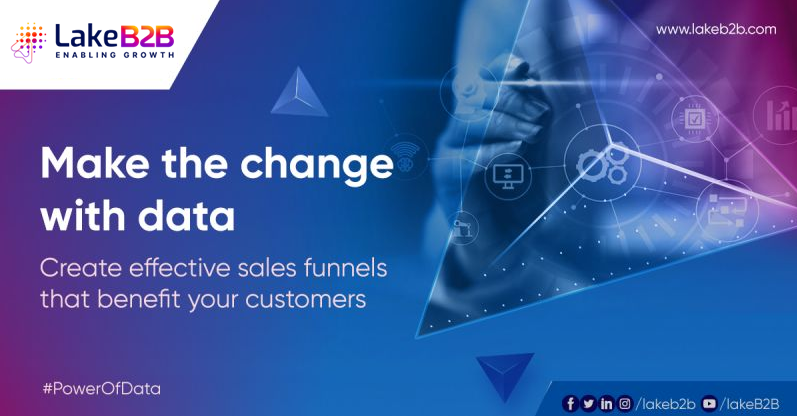 LakeB2B
ENABLING GROWTH
www.lakeb2b.com
Make the change
with data
Create effective sales funnels
that benefit your customers
#PowerOfData
/lakeb2b /lakeB2B